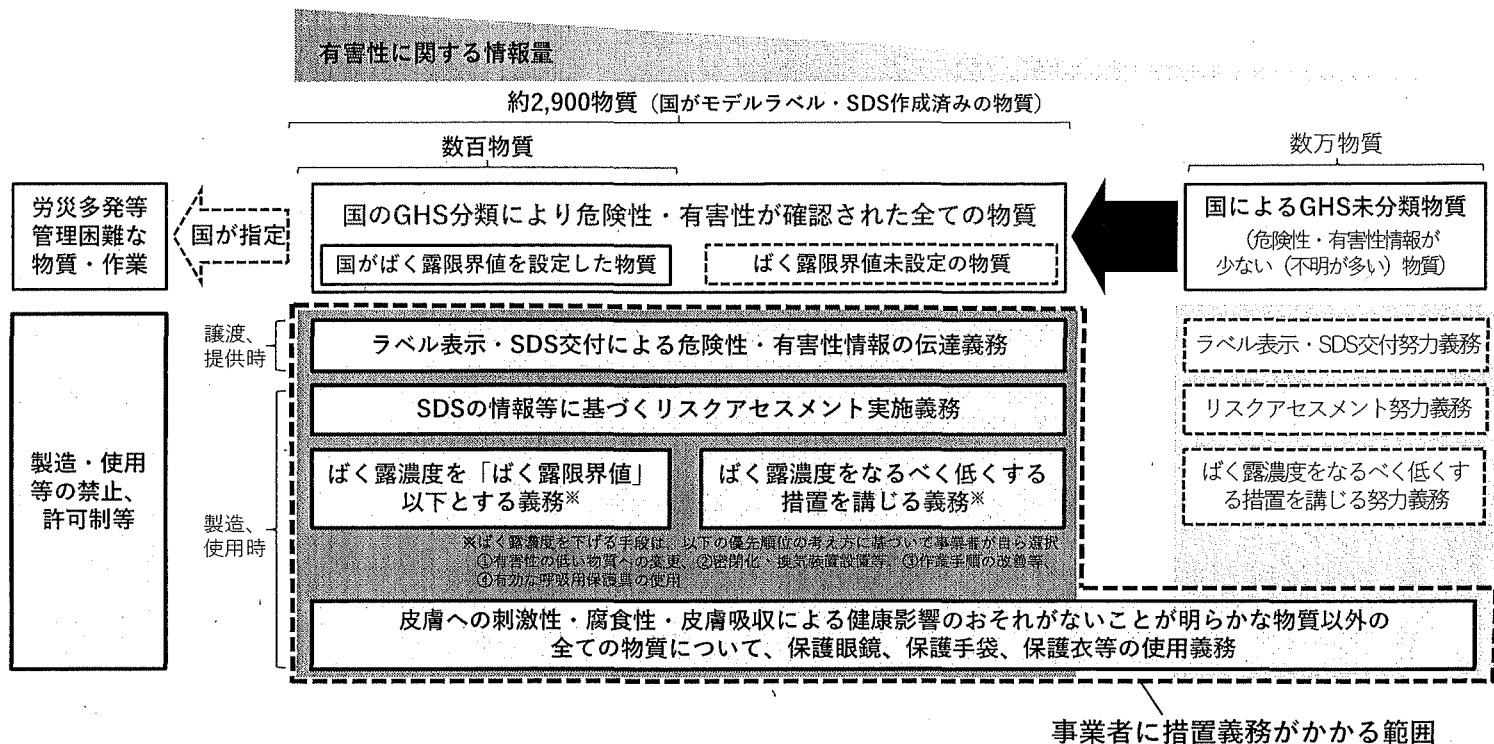 有害性に関する情報量
約2,900物質（国がモデルラベル・SDS作成済みの物質）
数百物質
数万物質
労災多発等
管理困難な
物質・作業
国が指定
国のGHS分類により危険性・有害性が確認された全ての物質
国がばく露限界値を設定した物質
ばく露限界値未設定の物質
国によるGHS未分類物質
（危険性・有害性情報が
少ない（不明が多い）物質）
製造・使用
等の禁止、
許可制等
譲渡、
提供時
ラベル表示・SDS交付による危険性・有害性情報の伝達義務
ラベル表示・SDS交付努力義務
製造、
使用時
SDSの情報等に基づくリスクアセスメント実施義務
リスクアセスメント努力義務
ばく露濃度を「ばく露限界値」
以下とする義務※
ばく露濃度をなるべく低くする
措置を講じる義務※
ばく露濃度をなるべく低くす
る措置を講じる努力義務
※ばく露濃度を下げる手段は、以下の優先順位の考え方に基づいて事業者が自ら選択
①有害性の低い物質への変更、②密閉化・換気装置設置等、③作業手順の改善等、
④有効な呼吸用保護具の使用
皮膚への刺激性・腐食性・皮膚吸収による健康影響のおそれがないことが明らかな物質以外の
全ての物質について、保護眼鏡、保護手袋、保護衣等の使用義務
事業者に措置義務がかかる範囲